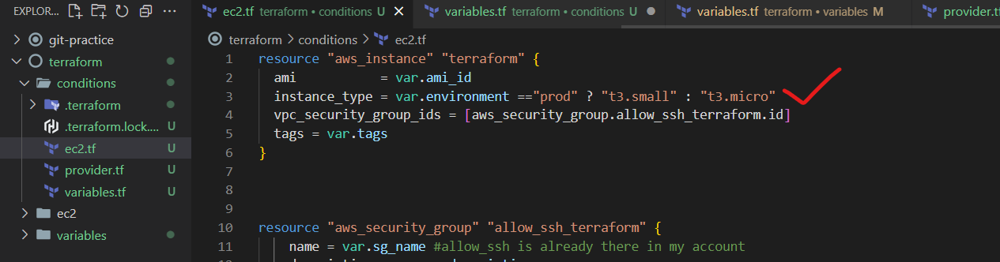 EXPLOR... ...
ec2.tf terraform • conditions U ×
variables.tf terraform • conditions U ●
variables.tf terraform • variables M
provider.tf
git-practice
terraform
conditions
.terraform
.terraform.lock.... U
ec2.tf U
provider.tf U
variables.tf U
ec2
variables
terraform > conditions > ec2.tf
1 resource "aws_instance" "terraform" {
2   ami           = var.ami_id
3   instance_type = var.environment =="prod" ? "t3.small" : "t3.micro"
4   vpc_security_group_ids = [aws_security_group.allow_ssh_terraform.id]
5   tags = var.tags
6 }
7
8
9
10 resource "aws_security_group" "allow_ssh_terraform" {
11     name = var.sg_name #allow_ssh is already there in my account